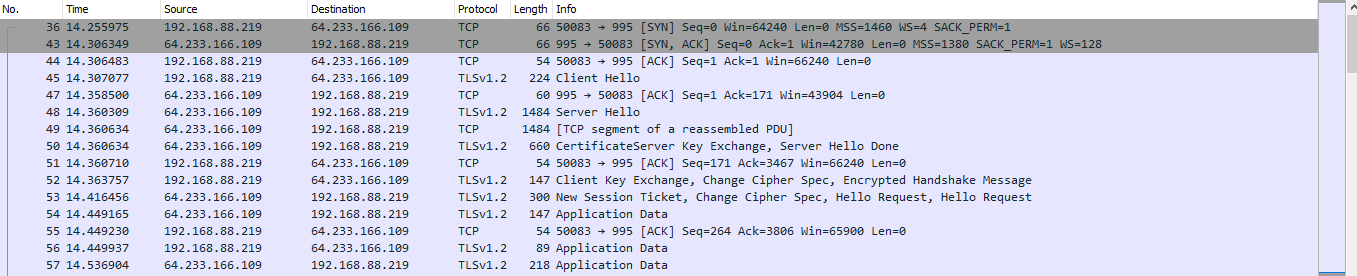 No. Time Source Destination Protocol Length Info
36 14.255975 192.168.88.219 64.233.166.109 TCP 66 50083 → 995 [SYN] Seq=0 Win=64240 Len=0 MSS=1460 WS=4 SACK_PERM=1
43 14.306349 64.233.166.109 192.168.88.219 TCP 66 995 → 50083 [SYN, ACK] Seq=0 Ack=1 Win=42780 Len=0 MSS=1380 SACK_PERM=1 WS=128
44 14.306483 192.168.88.219 64.233.166.109 TCP 54 50083 → 995 [ACK] Seq=1 Ack=1 Win=66240 Len=0
45 14.307077 192.168.88.219 64.233.166.109 TLSv1.2 224 Client Hello
47 14.358500 64.233.166.109 192.168.88.219 TCP 60 995 → 50083 [ACK] Seq=1 Ack=171 Win=43904 Len=0
48 14.360309 64.233.166.109 192.168.88.219 TLSv1.2 1484 Server Hello
49 14.360634 64.233.166.109 192.168.88.219 TCP 1484 [TCP segment of a reassembled PDU]
50 14.360634 64.233.166.109 192.168.88.219 TLSv1.2 660 CertificateServer Key Exchange, Server Hello Done
51 14.360710 192.168.88.219 64.233.166.109 TCP 54 50083 → 995 [ACK] Seq=171 Ack=3467 Win=66240 Len=0
52 14.363757 192.168.88.219 64.233.166.109 TLSv1.2 147 Client Key Exchange, Change Cipher Spec, Encrypted Handshake Message
53 14.416456 64.233.166.109 192.168.88.219 TLSv1.2 300 New Session Ticket, Change Cipher Spec, Hello Request, Hello Request
54 14.449165 64.233.166.109 192.168.88.219 TLSv1.2 147 Application Data
55 14.449230 192.168.88.219 64.233.166.109 TCP 54 50083 → 995 [ACK] Seq=264 Ack=3806 Win=65900 Len=0
56 14.449937 192.168.88.219 64.233.166.109 TLSv1.2 89 Application Data
57 14.536904 64.233.166.109 192.168.88.219 TLSv1.2 218 Application Data